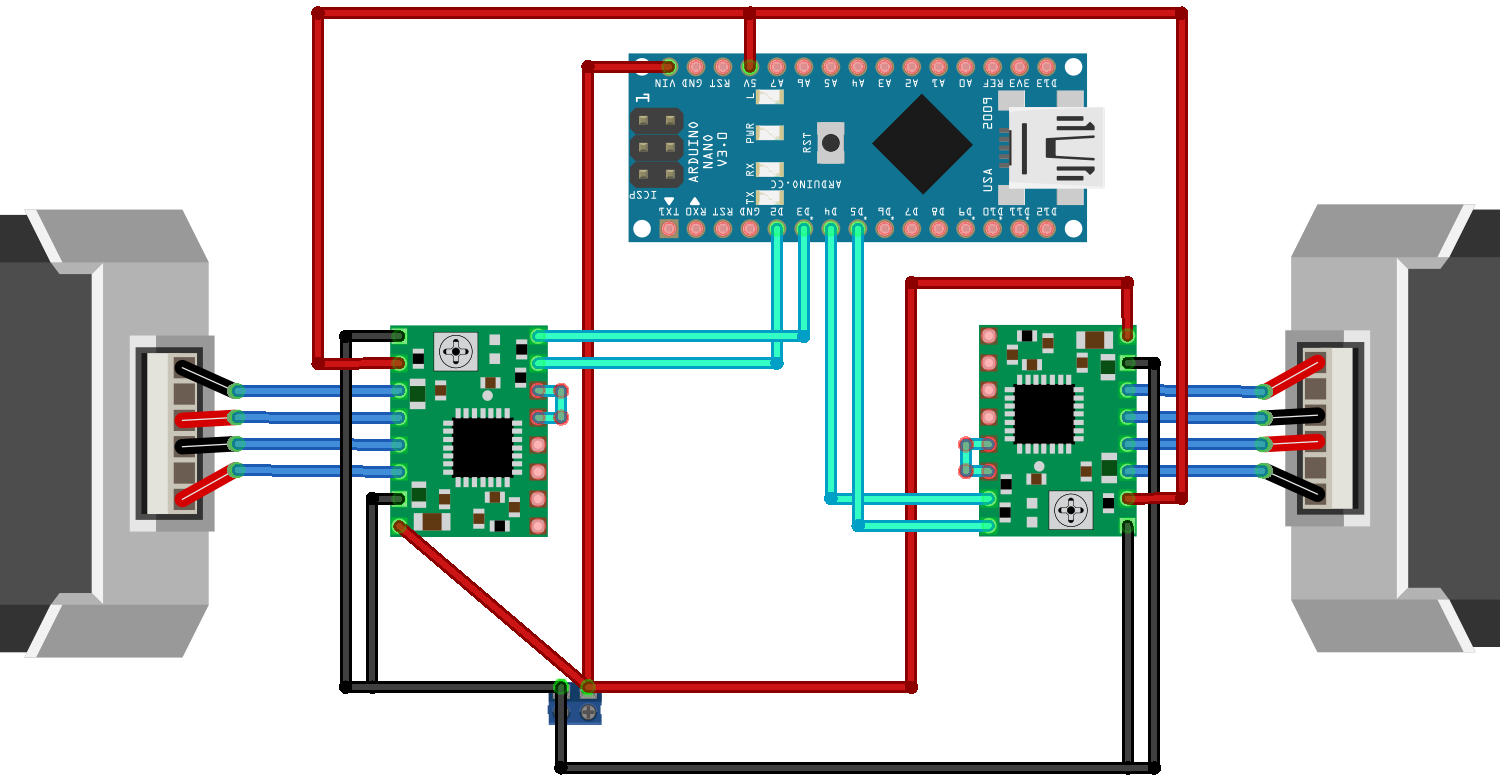 VIN GND RST 5V A7 A6 A5 A4 A3 A2 A1 A0 REF 3V3 D13
1
L
PWR
RX
TX
ARDUINO
NANO
V3.0
ICSP
RST
ARDUINO.CC
2009
USA
TX1 RX0 RST GND D2 D3 D4 D5 D6 D7 D8 D9 D10 D11 D12